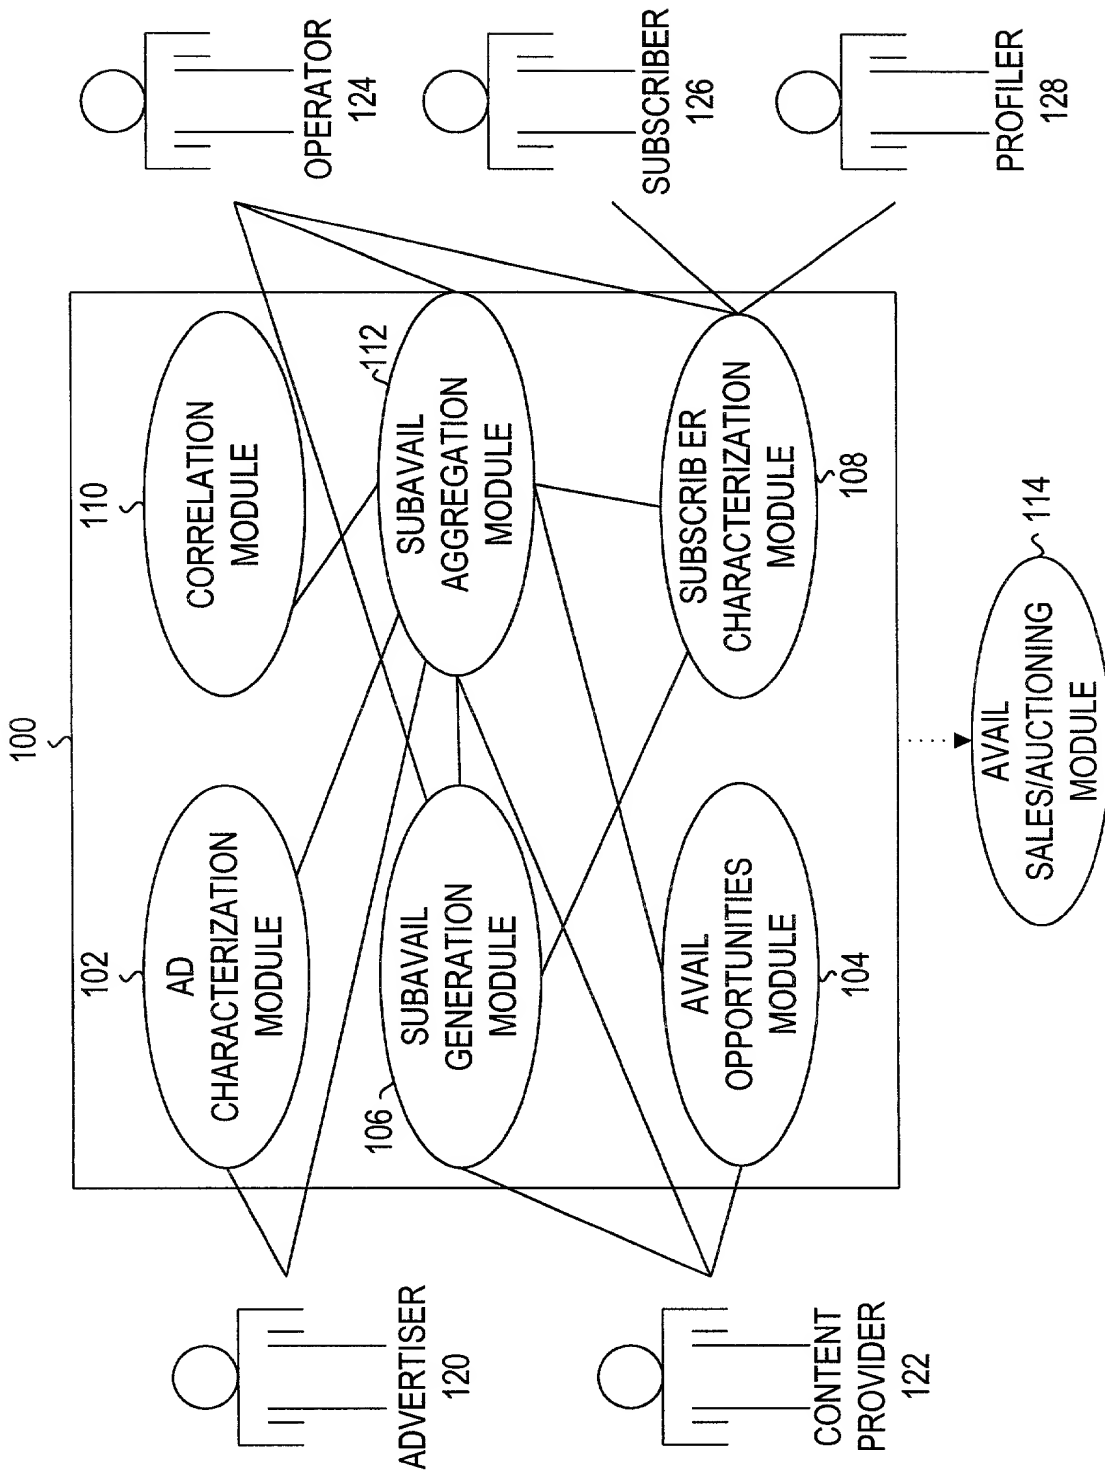 100
102
AD
CHARACTERIZATION
MODULE
110
CORRELATION
MODULE
106
SUBAVAIL
GENERATION
MODULE
112
SUBAVAIL
AGGREGATION
MODULE
AVAIL
OPPORTUNITIES
MODULE
104
SUBSCRIB ER
CHARACTERIZATION
MODULE
108
AVAIL
SALES/AUCTIONING
MODULE
114
ADVERTISER
120
CONTENT
PROVIDER
122
OPERATOR
124
SUBSCRIBER
126
PROFILER
128